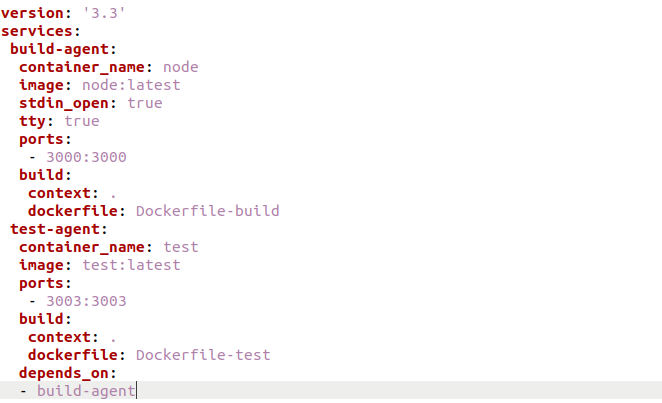 version: '3.3'
services:
 build-agent:
  container_name: node
  image: node:latest
  stdin_open: true
  tty: true
  ports:
   - 3000:3000
  build:
   context: .
   dockerfile: Dockerfile-build
 test-agent:
  container_name: test
  image: test:latest
  ports:
   - 3003:3003
  build:
   context: .
   dockerfile: Dockerfile-test
  depends_on:
  - build-agent